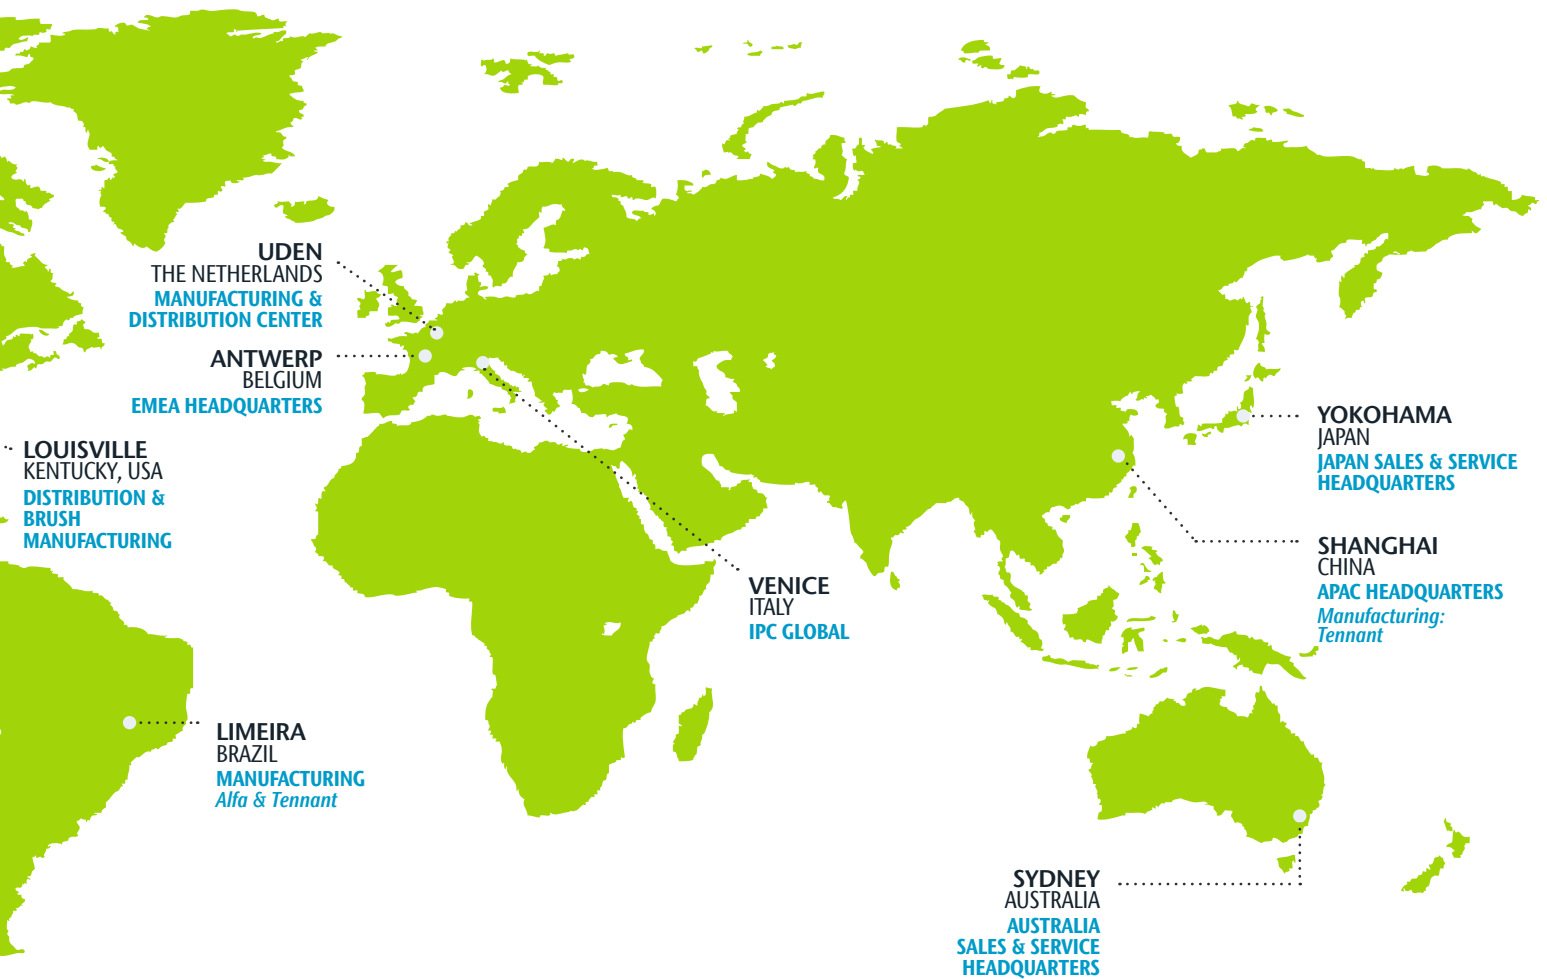 UDEN
THE NETHERLANDS
MANUFACTURING &
DISTRIBUTION CENTER
ANTWERP
BELGIUM
EMEA HEADQUARTERS
LOUISVILLE
KENTUCKY, USA
DISTRIBUTION &
BRUSH
MANUFACTURING
LIMEIRA
BRAZIL
MANUFACTURING
Alfa & Tennant
VENICE
ITALY
IPC GLOBAL
YOKOHAMA
JAPAN
JAPAN SALES & SERVICE
HEADQUARTERS
SHANGHAI
CHINA
APAC HEADQUARTERS
Manufacturing:
Tennant
SYDNEY
AUSTRALIA
AUSTRALIA
SALES & SERVICE
HEADQUARTERS